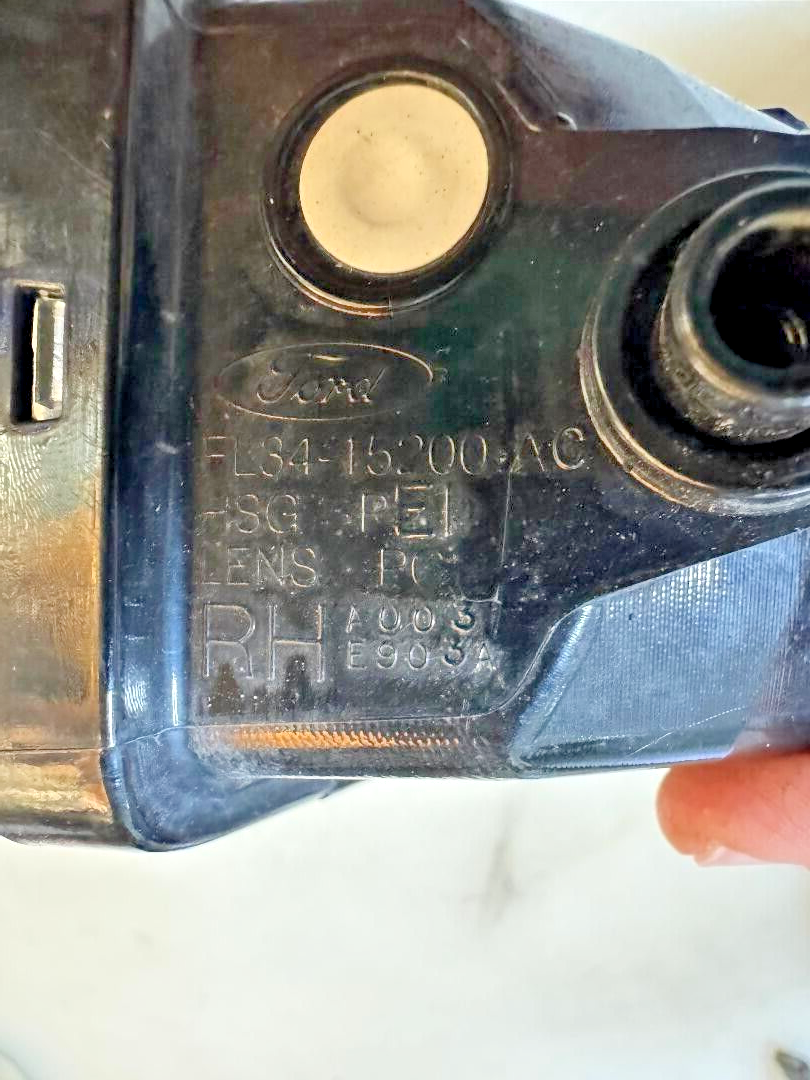 Ford
FL34-15200-AC
HSG PEI
LENS PC
RH A003
E903A